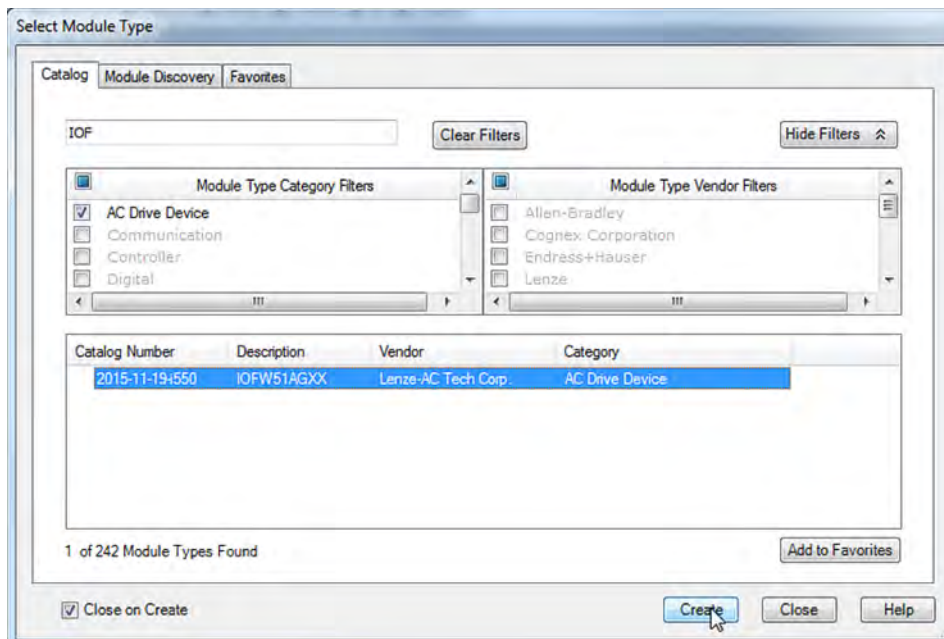 Select Module Type
Catalog Module Discovery Favorites
IOF Clear Filters Hide Filters
Module Type Category Filters Module Type Vendor Filters
AC Drive Device Allen-Bradley
Communication Cognex Corporation
Controller Endress+Hauser
Digital Lenze
Catalog Number Description Vendor Category
2015-11-19-i550 IOFW51AGXX Lenze-AC Tech Corp. AC Drive Device
1 of 242 Module Types Found Add to Favorites
Close on Create Create Close Help